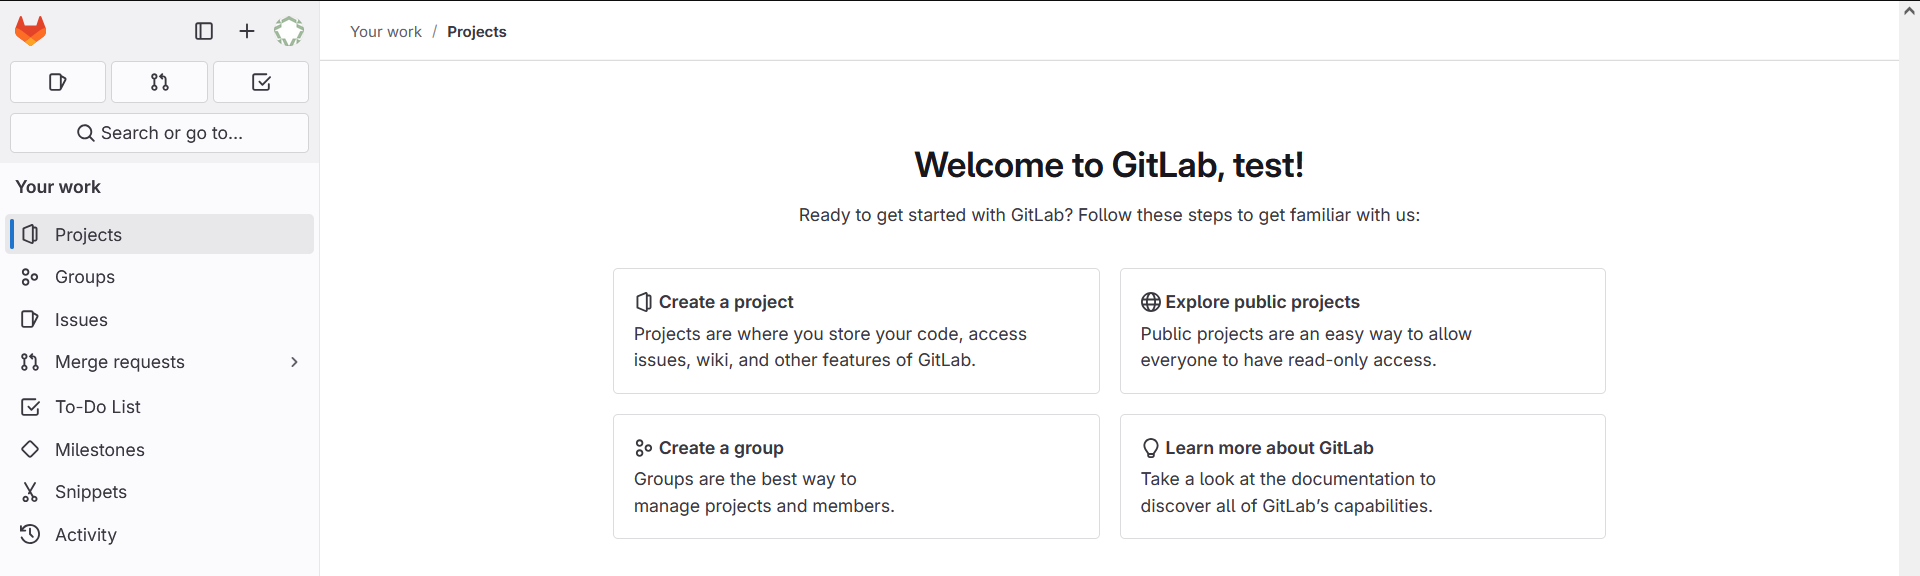 Your work / Projects
Search or go to...
Your work
Projects
Groups
Issues
Merge requests
To-Do List
Milestones
Snippets
Activity
Welcome to GitLab, test!
Ready to get started with GitLab? Follow these steps to get familiar with us:
Create a project
Projects are where you store your code, access
issues, wiki, and other features of GitLab.
Explore public projects
Public projects are an easy way to allow
everyone to have read-only access.
Create a group
Groups are the best way to
manage projects and members.
Learn more about GitLab
Take a look at the documentation to
discover all of GitLab’s capabilities.